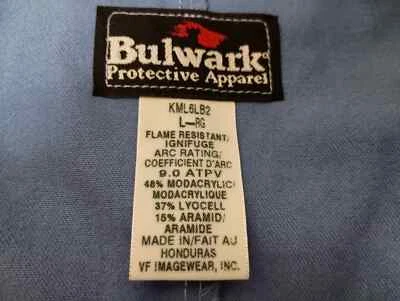 Bulwark®
Protective Apparel
KML6LB2
L—RG
FLAME RESISTANT/
IGNIFUGE
ARC RATING/
COEFFICIENT D'ARC
9.0 ATPV
48% MODACRYLIC/
MODACRYLIQUE
37% LYOCELL
15% ARAMID/
ARAMIDE
MADE IN/FAIT AU
HONDURAS
VF IMAGEWEAR, INC.